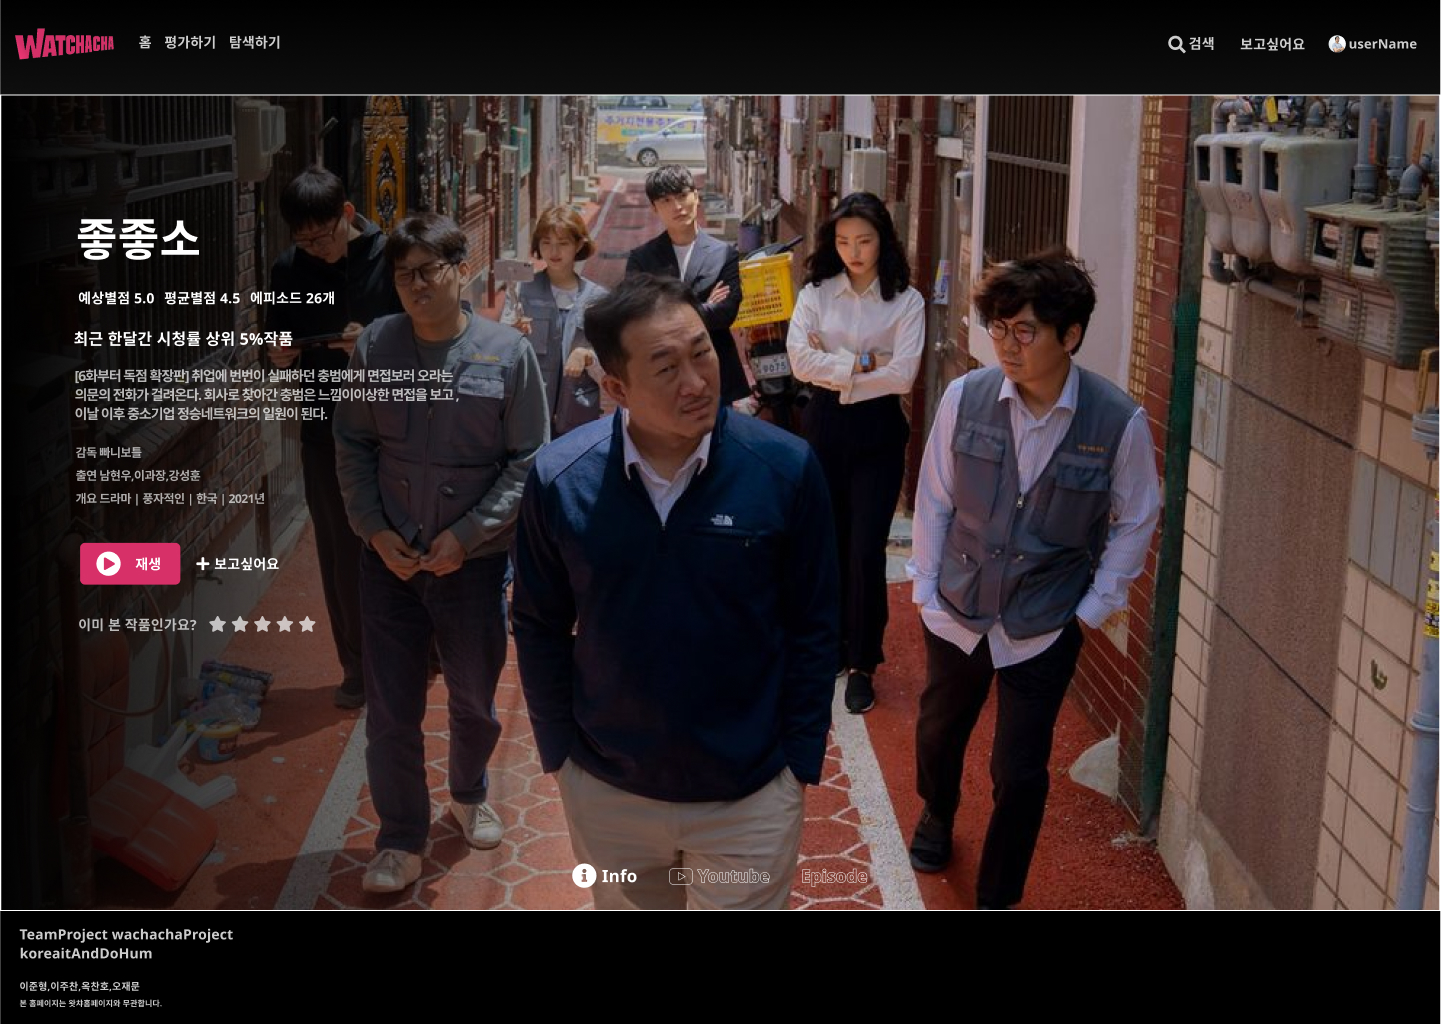 WATCHACHA
홈 평가하기 탐색하기
검색 보고싶어요 userName
주거지전용주차
좋좋소
예상별점 5.0 평균별점 4.5 에피소드 26개
최근 한달간 시청률 상위 5%작품
[6화부터 독점 확장판] 취업에 번번이 실패하던 충범에게 면접보러 오라는
의문의 전화가 걸려온다. 회사로 찾아간 충범은 느낌이이상한 면접을 보고,
이날 이후 중소기업 정승네트워크의 일원이 된다.
9075
감독 빠니보틀
출연 남현우,이과장,강성훈
개요 드라마 | 풍자적인 | 한국 | 2021년
재생 보고싶어요
이미 본 작품인가요?
Info Youtube Episode
TeamProject wachachaProject
koreaitAndDoHum
이준형,이주찬,옥찬호,오재문
본 홈페이지는 왓챠홈페이지와 무관합니다.